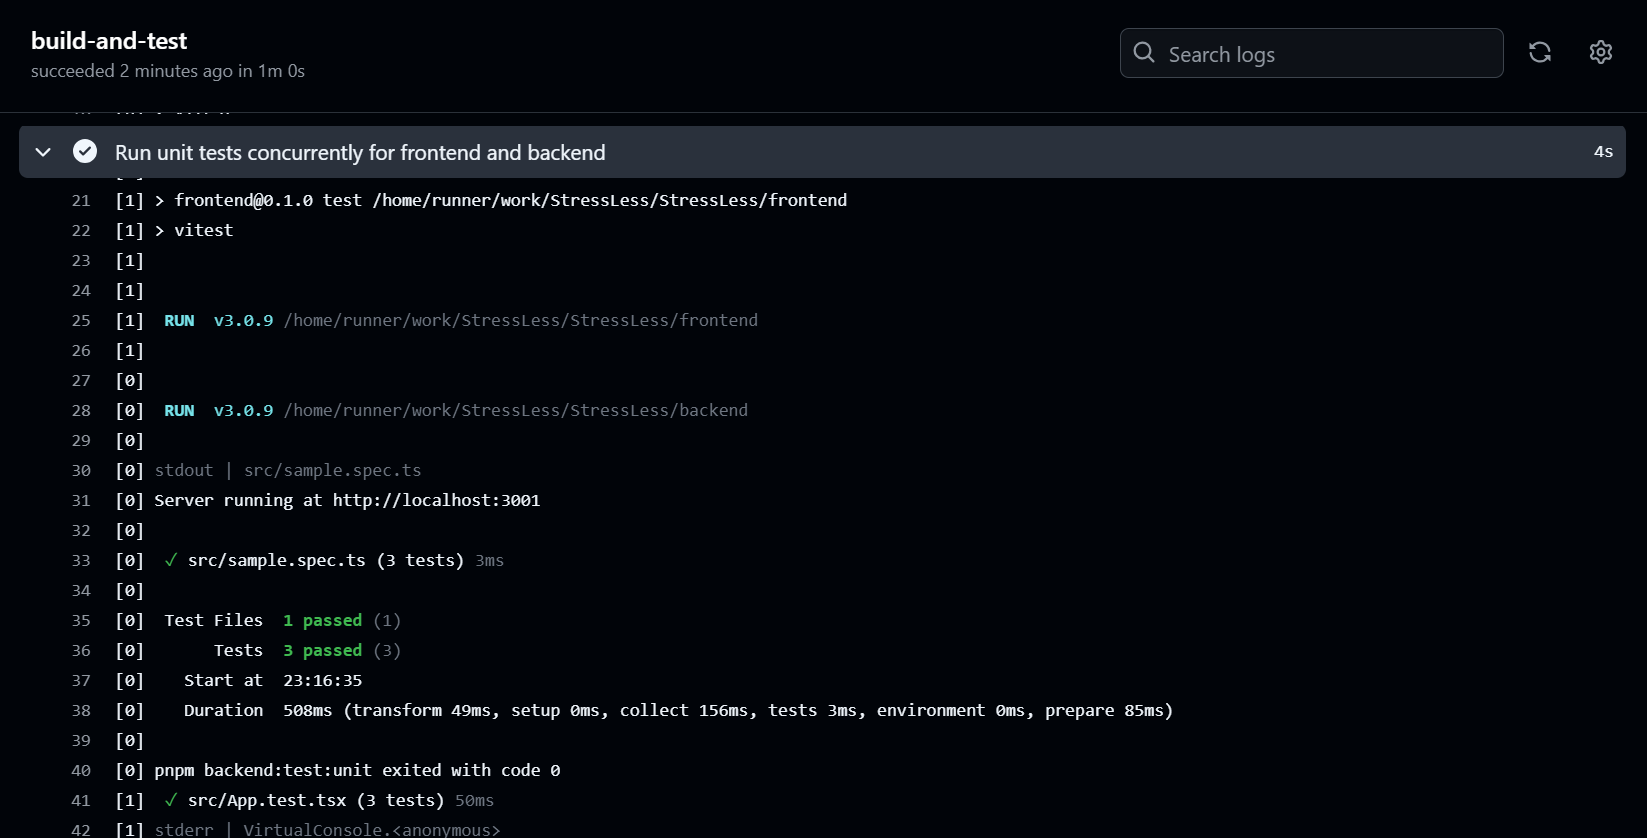 build-and-test
succeeded 2 minutes ago in 1m 0s
Search logs
Run unit tests concurrently for frontend and backend
4s
21 [1] > frontend@0.1.0 test /home/runner/work/StressLess/StressLess/frontend
22 [1] > vitest
23 [1]
24 [1]
25 [1] RUN v3.0.9 /home/runner/work/StressLess/StressLess/frontend
26 [1]
27 [0]
28 [0] RUN v3.0.9 /home/runner/work/StressLess/StressLess/backend
29 [0]
30 [0] stdout | src/sample.spec.ts
31 [0] Server running at http://localhost:3001
32 [0]
33 [0] ✓ src/sample.spec.ts (3 tests) 3ms
34 [0]
35 [0] Test Files 1 passed (1)
36 [0] Tests 3 passed (3)
37 [0] Start at 23:16:35
38 [0] Duration 508ms (transform 49ms, setup 0ms, collect 156ms, tests 3ms, environment 0ms, prepare 85ms)
39 [0]
40 [0] pnpm backend:test:unit exited with code 0
41 [1] ✓ src/App.test.tsx (3 tests) 50ms
42 [1] stderr | VirtualConsole.<anonymous>